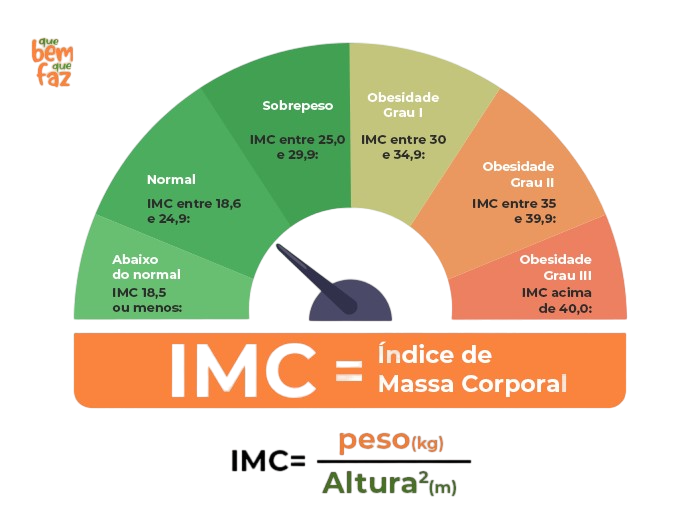 que
bem
que
faz
Sobrepeso
IMC entre 25,0
e 29,9:
Obesidade
Grau I
IMC entre 30
e 34,9:
Normal
IMC entre 18,6
e 24,9:
Obesidade
Grau II
IMC entre 35
e 39,9:
Abaixo
do normal
IMC 18,5
ou menos:
Obesidade
Grau III
IMC acima
de 40,0:
IMC = Índice de
Massa Corporal
IMC= peso(kg)
Altura²(m)